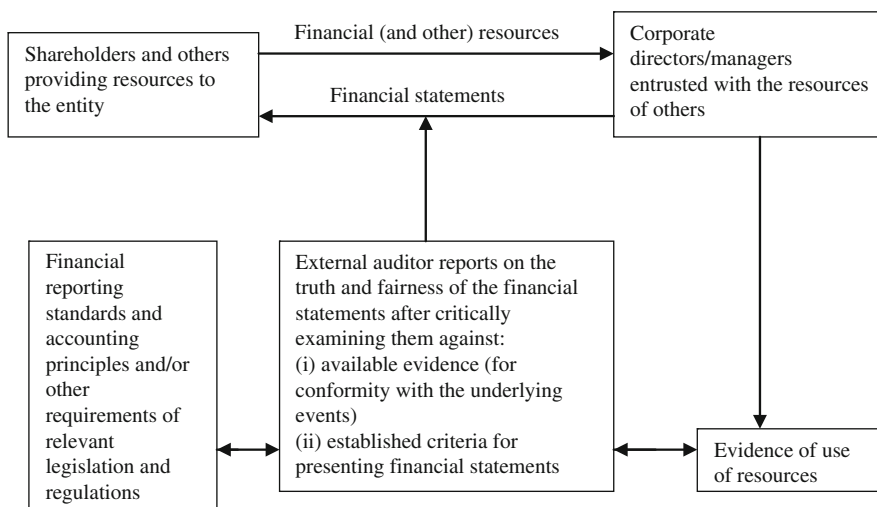 Shareholders and others
providing resources to
the entity
Financial (and other) resources
Financial statements
Corporate
directors/managers
entrusted with the resources
of others
Financial
reporting
standards and
accounting
principles and/or
other
requirements of
relevant
legislation and
regulations
External auditor reports on the
truth and fairness of the financial
statements after critically
examining them against:
(i) available evidence (for
conformity with the underlying
events)
(ii) established criteria for
presenting financial statements
Evidence of use
of resources